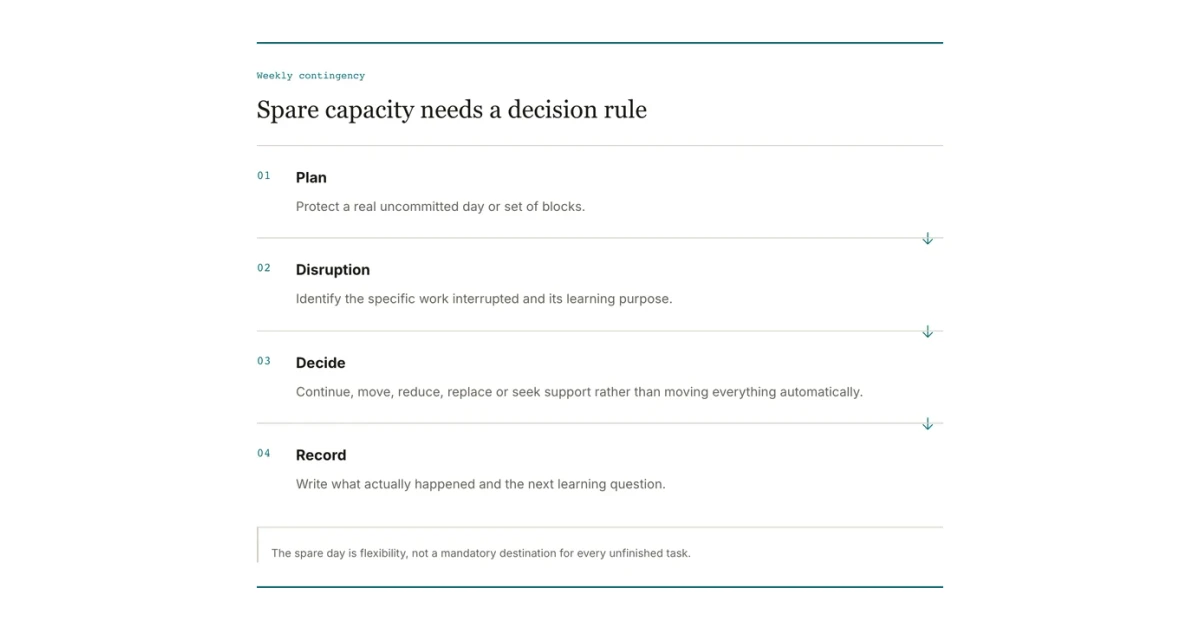 Weekly contingency
Spare capacity needs a decision rule
01
Plan
Protect a real uncommitted day or set of blocks.
02
Disruption
Identify the specific work interrupted and its learning purpose.
03
Decide
Continue, move, reduce, replace or seek support rather than moving everything automatically.
04
Record
Write what actually happened and the next learning question.
The spare day is flexibility, not a mandatory destination for every unfinished task.